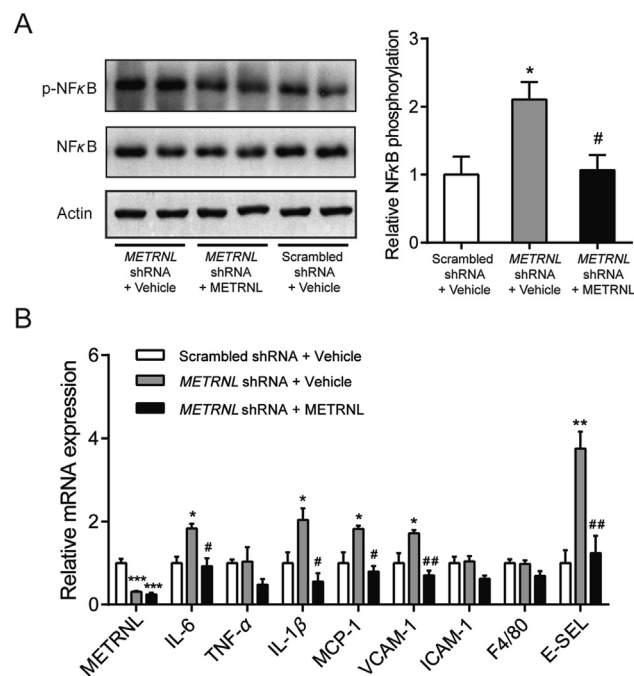 A
p-NFκB
NFκB
Actin
METRNL
shRNA
+ Vehicle
METRNL
shRNA
+ METRNL
Scrambled
shRNA
+ Vehicle
Relative NFκB phosphorylation
3
2
1
0
*
#
Scrambled
shRNA
+ Vehicle
METRNL
shRNA
+ Vehicle
METRNL
shRNA
+ METRNL
B
Relative mRNA expression
6
4
2
0
Scrambled shRNA + Vehicle
METRNL shRNA + Vehicle
METRNL shRNA + METRNL
***
***
*
#
*
#
*
#
*
##
**
##
METRNL
IL-6
TNF-α
IL-1β
MCP-1
VCAM-1
ICAM-1
F4/80
E-SEL